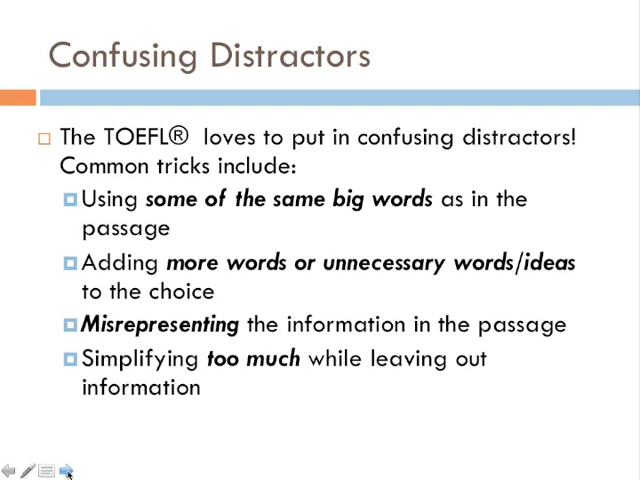 Confusing Distractors
The TOEFL® loves to put in confusing distractors!
Common tricks include:
Using some of the same big words as in the
passage
Adding more words or unnecessary words/ideas
to the choice
Misrepresenting the information in the passage
Simplifying too much while leaving out
information